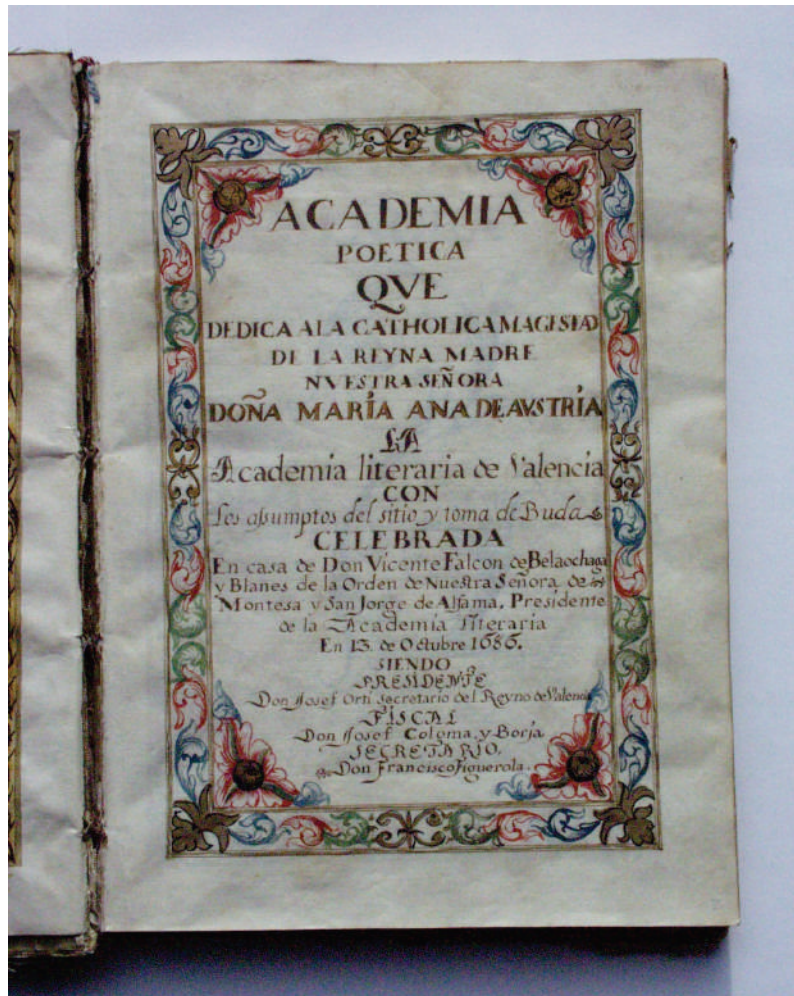 ACADEMIA
POETICA
QVE
DEDICA A LA CATHOLICA MAGESTAD
DE LA REYNA MADRE
NVESTRA SEÑORA
DOÑA MARÍA ANA DE AVSTRÍA
LA
Academia literaria de Valencia
CON
Los assumptos del sitio y toma de Buda
CELEBRADA
En casa de Don Vicente Falcon de Belaochaga
y Blanes de la Orden de Nuestra Señora de
Montesa y San Jorge de Alfama, Presidente
de la Academia literaria
En 13 de Octubre 1686.
SIENDO
PRESIDENTE
Don Josef Orti secretario del Reyno de Valencia
FISCAL
Don Josef Coloma, y Borja
SECRETARIO,
Don Francisco Figuerola.